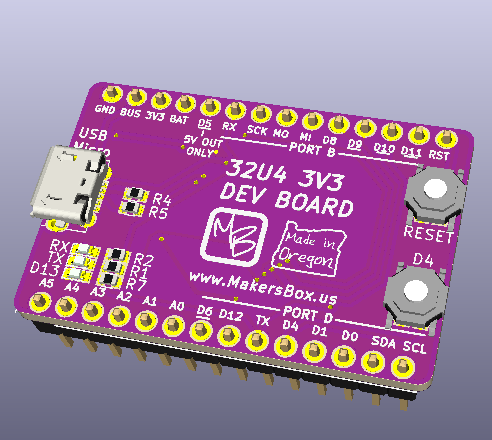 GND BUS 3V3 BAT D5 RX SCK MO MI D8 D9 D10 D11 RST
5V OUT
ONLY
PORT B
USB
Micro
32U4 3V3
DEV BOARD
R4
R5
MB
Made in
Oregon
RESET
D4
RX
TX
D13
R2
R1
R7
www.MakersBox.us
PORT D
A5 A4 A3 A2 A1 A0 D6 D12 TX D4 D1 D0 SDA SCL